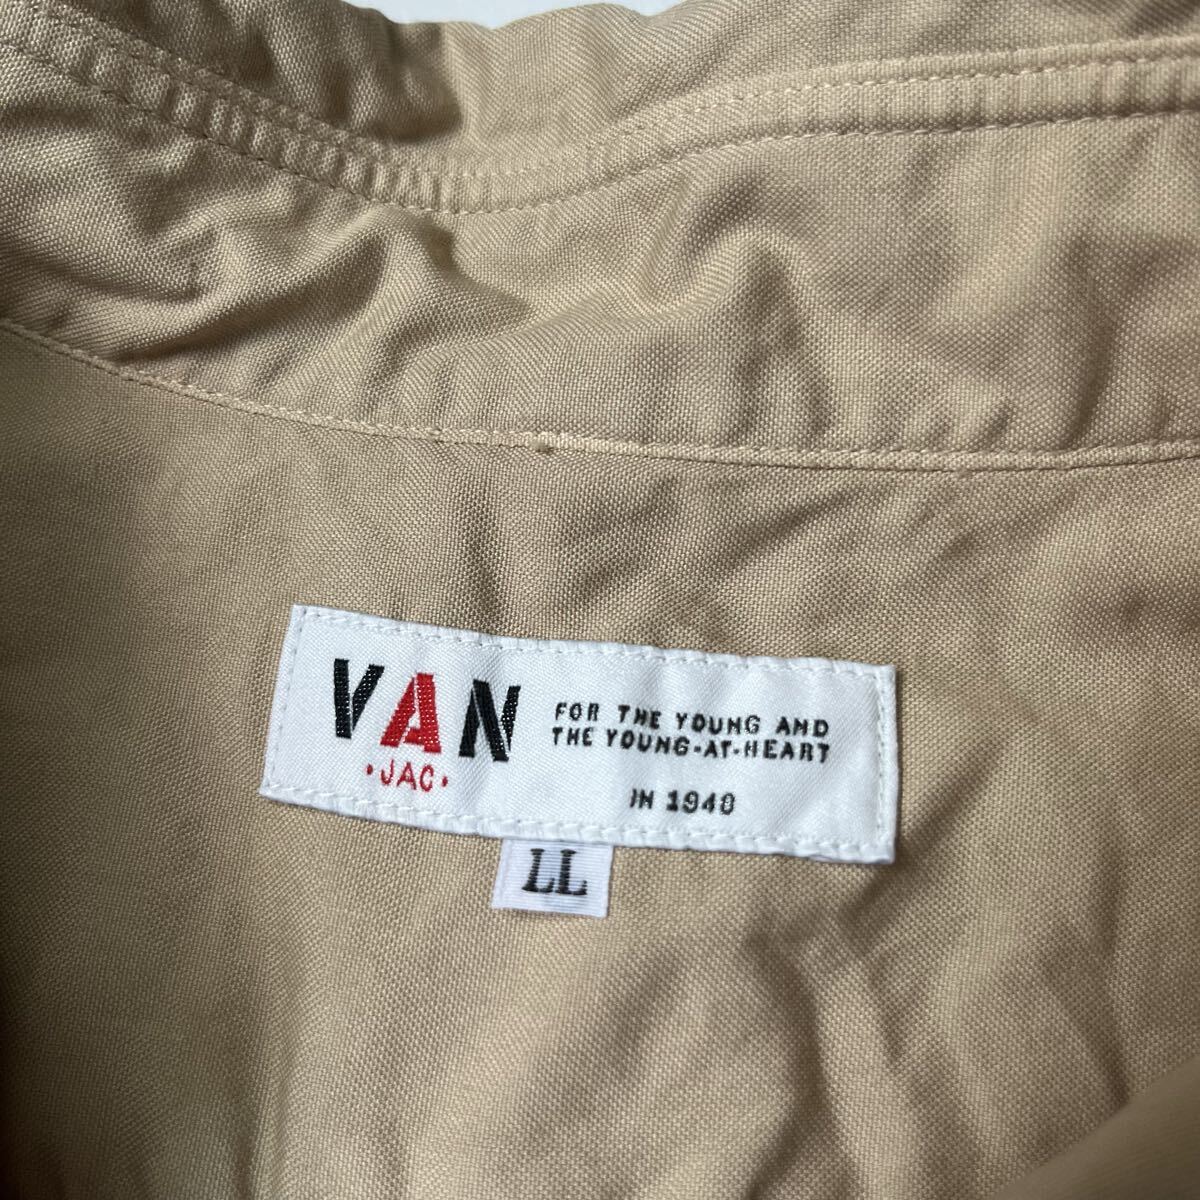 VAN
・JAC・
FOR THE YOUNG AND
THE YOUNG-AT-HEART
IN 1948
LL